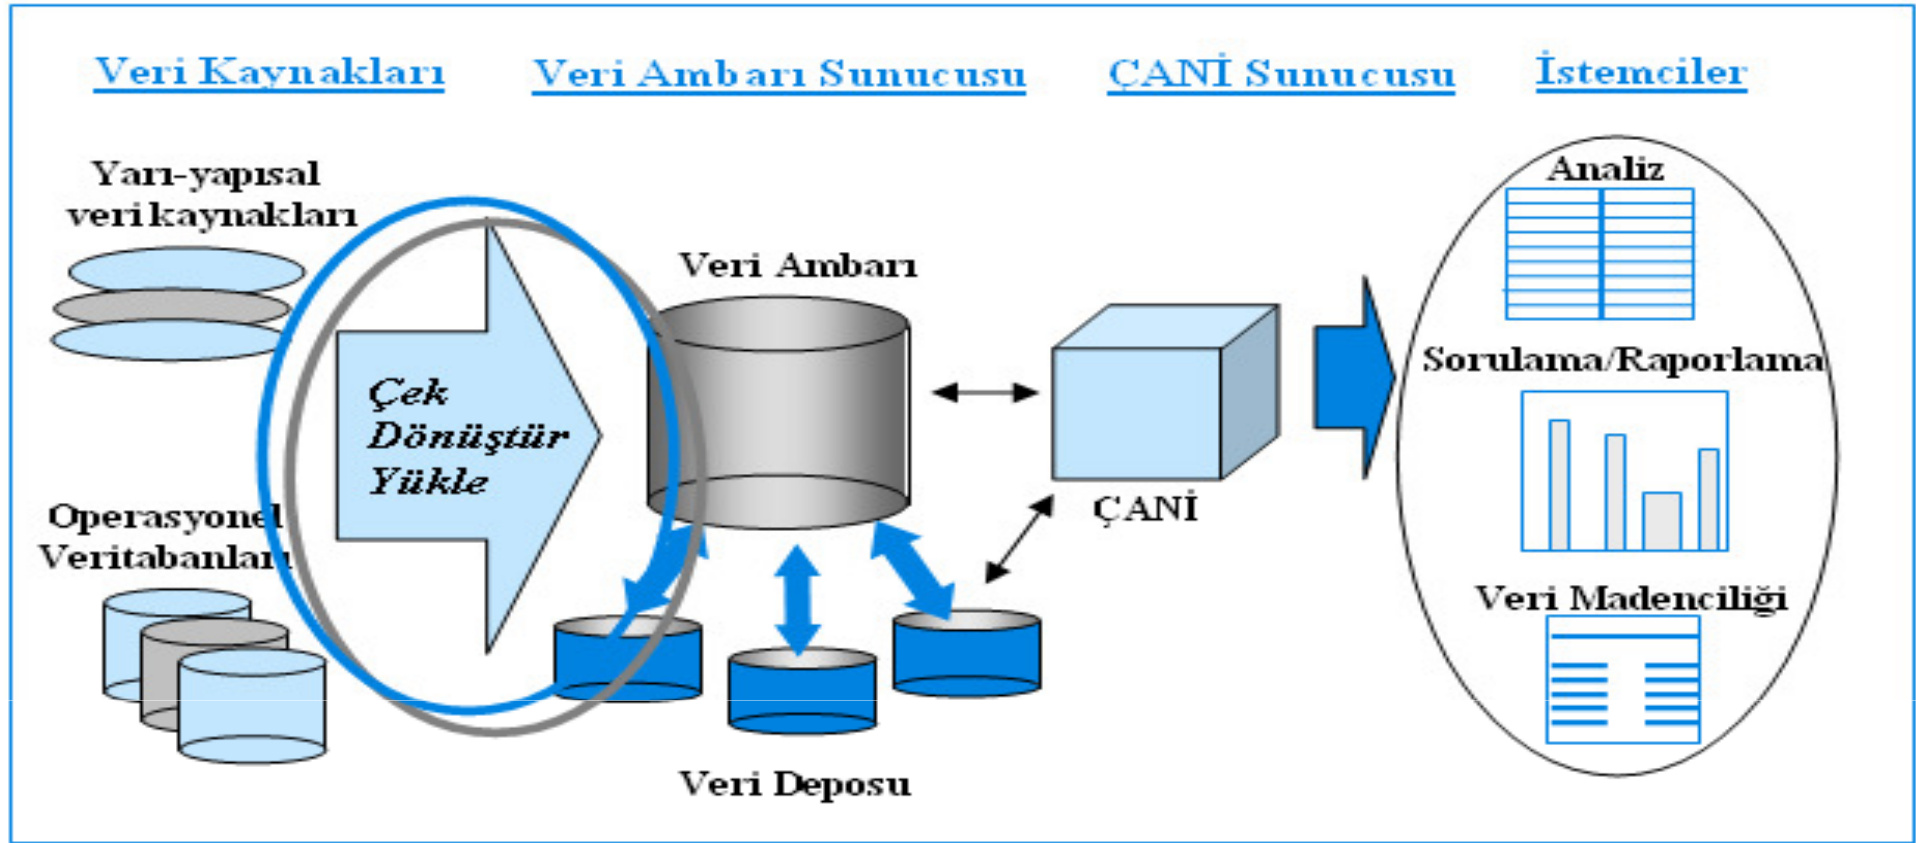 Veri Kaynakları
Veri Ambarı Sunucusu
ÇANİ Sunucusu
İstemciler
Yarı-yapısal
veri kaynakları
Operasyonel
Veritabanları
Çek
Dönüştür
Yükle
Veri Ambarı
Veri Deposu
ÇANİ
Analiz
Sorulama/Raporlama
Veri Madenciliği